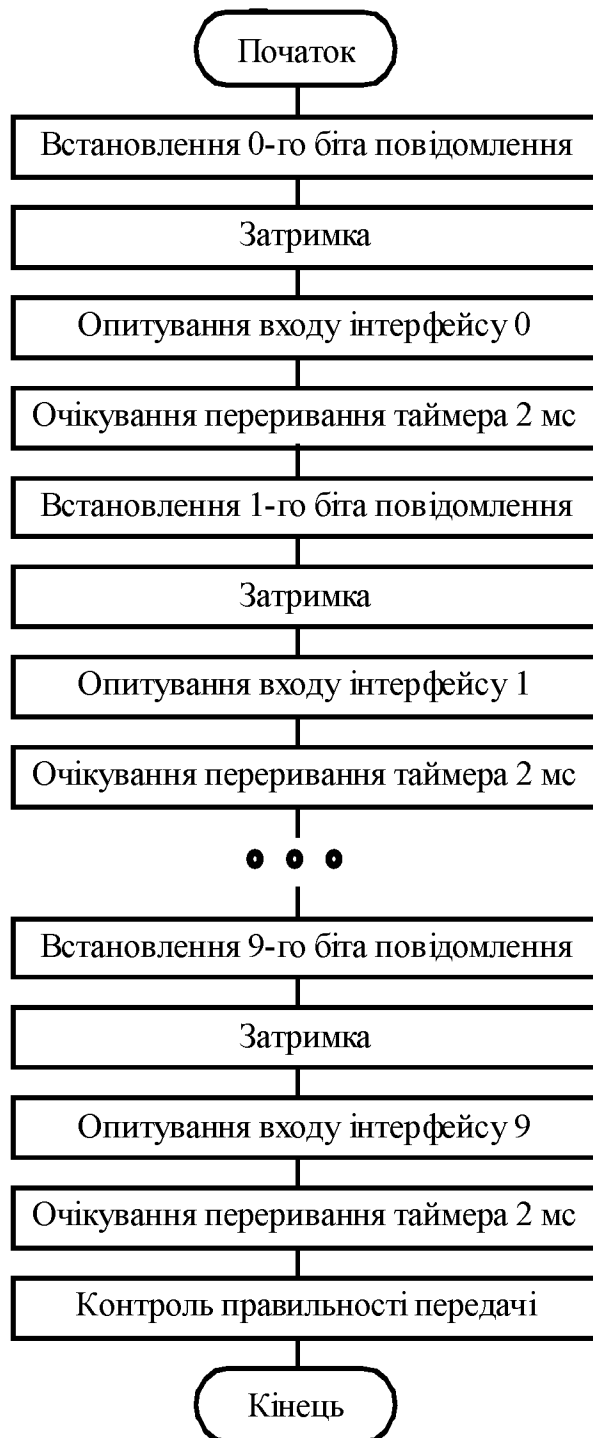 Початок
Встановлення 0-го біта повідомлення
Затримка
Опитування входу інтерфейсу 0
Очікування переривання таймера 2 мс
Встановлення 1-го біта повідомлення
Затримка
Опитування входу інтерфейсу 1
Очікування переривання таймера 2 мс
Встановлення 9-го біта повідомлення
Затримка
Опитування входу інтерфейсу 9
Очікування переривання таймера 2 мс
Контроль правильності передачі
Кінець